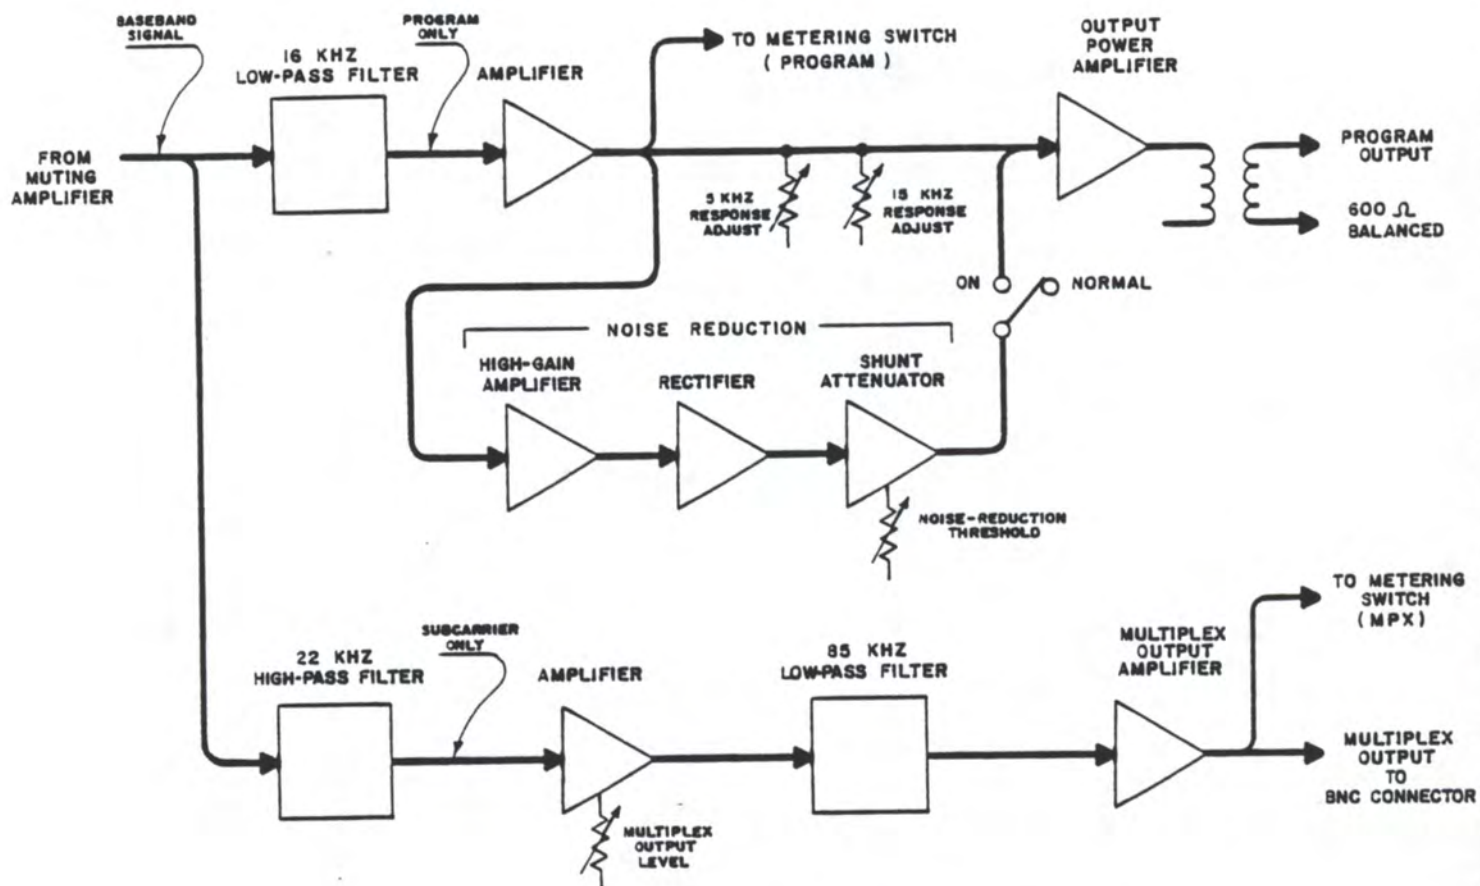 BASEBAND
SIGNAL
16 KHZ
LOW-PASS FILTER
PROGRAM
ONLY
AMPLIFIER
TO METERING SWITCH
( PROGRAM )
OUTPUT
POWER
AMPLIFIER
FROM
MUTING
AMPLIFIER
5 KHZ
RESPONSE
ADJUST
15 KHZ
RESPONSE
ADJUST
PROGRAM
OUTPUT
600 Ω
BALANCED
ON
NORMAL
NOISE REDUCTION
HIGH-GAIN
AMPLIFIER
RECTIFIER
SHUNT
ATTENUATOR
NOISE-REDUCTION
THRESHOLD
22 KHZ
HIGH-PASS FILTER
SUBCARRIER
ONLY
AMPLIFIER
85 KHZ
LOW-PASS FILTER
MULTIPLEX
OUTPUT
AMPLIFIER
TO METERING
SWITCH
(MPX)
MULTIPLEX
OUTPUT
LEVEL
MULTIPLEX
OUTPUT
TO
BNC CONNECTOR